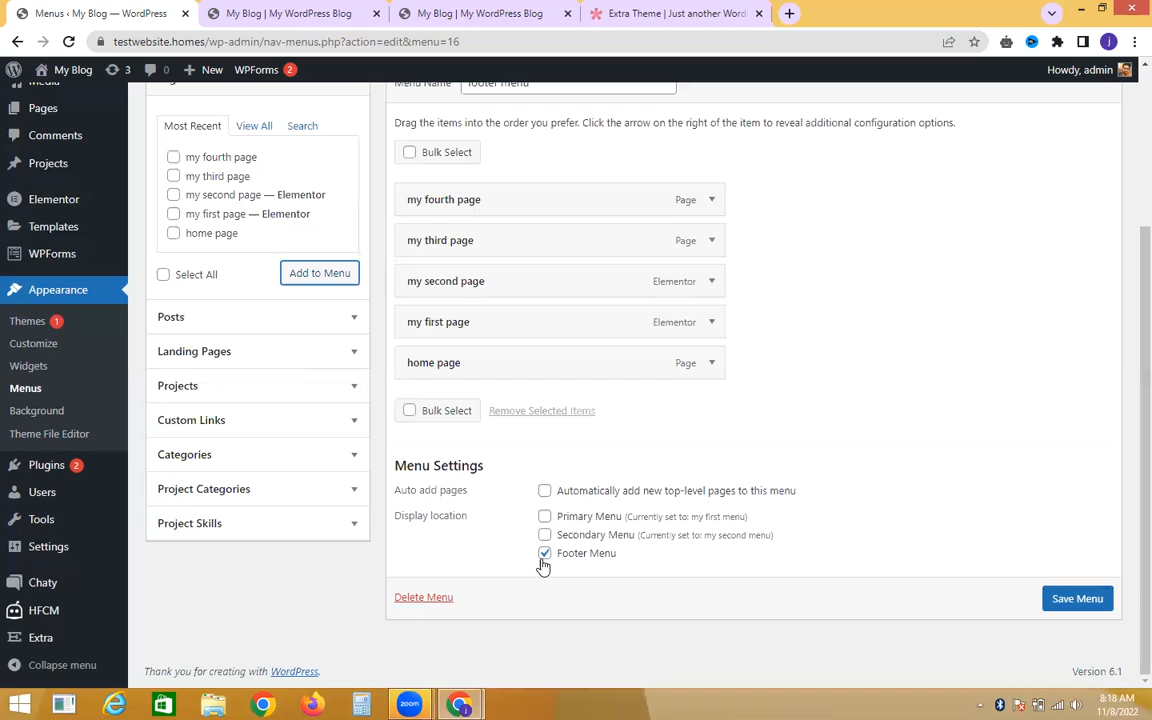 Menus ‹ My Blog — WordPress
My Blog | My WordPress Blog
My Blog | My WordPress Blog
Extra Theme | Just another Word
testwebsite.homes/wp-admin/nav-menus.php?action=edit&menu=16
j
My Blog
3
0
New
WPForms 2
Howdy, admin
Media
Pages
Comments
Projects
Elementor
Templates
WPForms
Appearance
Themes 1
Customize
Widgets
Menus
Background
Theme File Editor
Plugins 2
Users
Tools
Settings
Chaty
HFCM
Extra
Collapse menu
Most Recent
View All
Search
my fourth page
my third page
my second page — Elementor
my first page — Elementor
home page
Select All
Add to Menu
Posts
Landing Pages
Projects
Custom Links
Categories
Project Categories
Project Skills
Menu Name
footer menu
Drag the items into the order you prefer. Click the arrow on the right of the item to reveal additional configuration options.
Bulk Select
my fourth page Page
my third page Page
my second page Elementor
my first page Elementor
home page Page
Bulk Select
Remove Selected Items
Menu Settings
Auto add pages
Automatically add new top-level pages to this menu
Display location
Primary Menu (Currently set to: my first menu)
Secondary Menu (Currently set to: my second menu)
Footer Menu
Delete Menu
Save Menu
Thank you for creating with WordPress.
Version 6.1
zoom
j
8:18 AM
11/8/2022